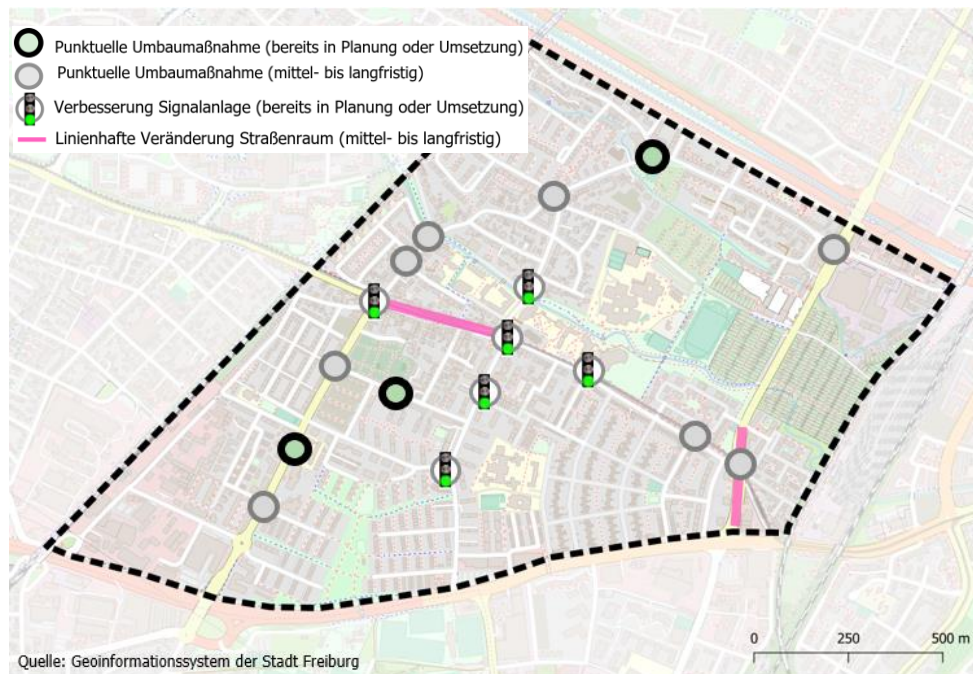 Punktuelle Umbaumaßnahme (bereits in Planung oder Umsetzung)
Punktuelle Umbaumaßnahme (mittel- bis langfristig)
Verbesserung Signalanlage (bereits in Planung oder Umsetzung)
Linienhafte Veränderung Straßenraum (mittel- bis langfristig)
0 250 500 m
Quelle: Geoinformationssystem der Stadt Freiburg